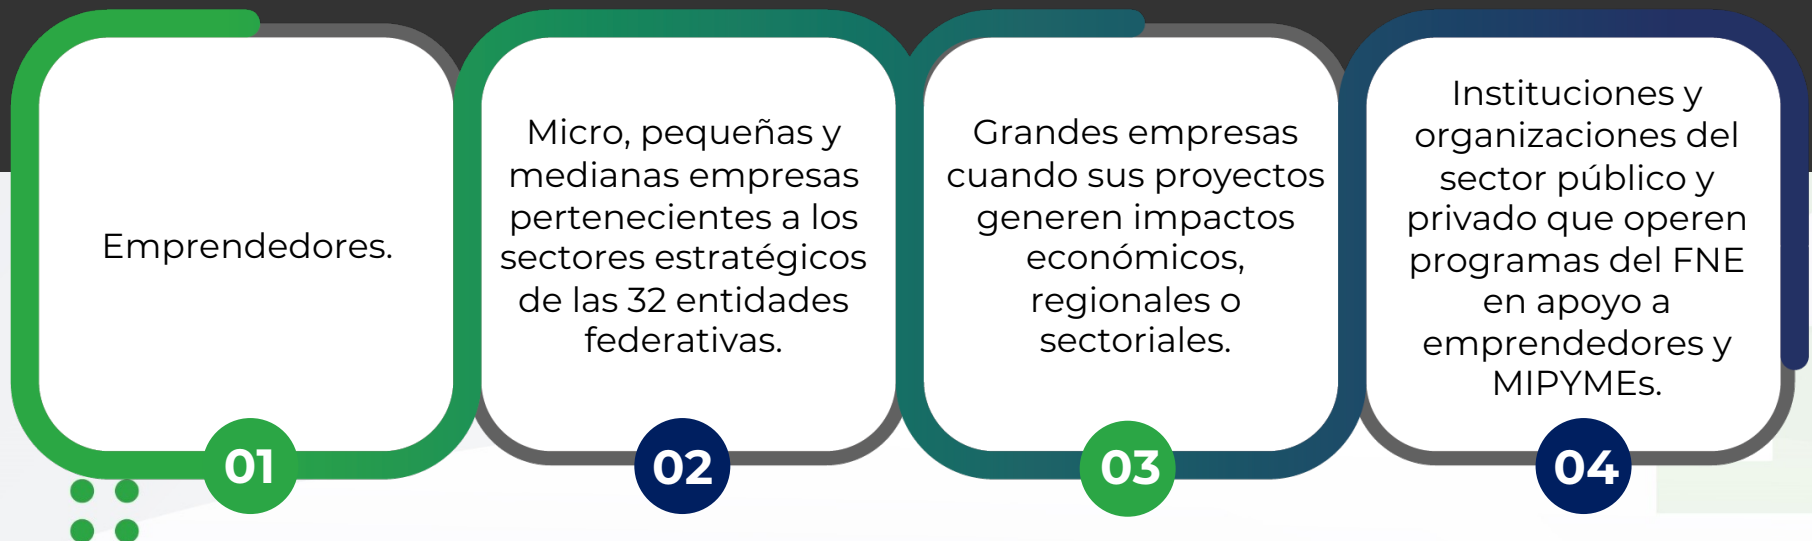 Emprendedores.
01
Micro, pequeñas y
medianas empresas
pertenecientes a los
sectores estratégicos
de las 32 entidades
federativas.
02
Grandes empresas
cuando sus proyectos
generen impactos
económicos,
regionales o
sectoriales.
03
Instituciones y
organizaciones del
sector público y
privado que operen
programas del FNE
en apoyo a
emprendedores y
MIPYMEs.
04